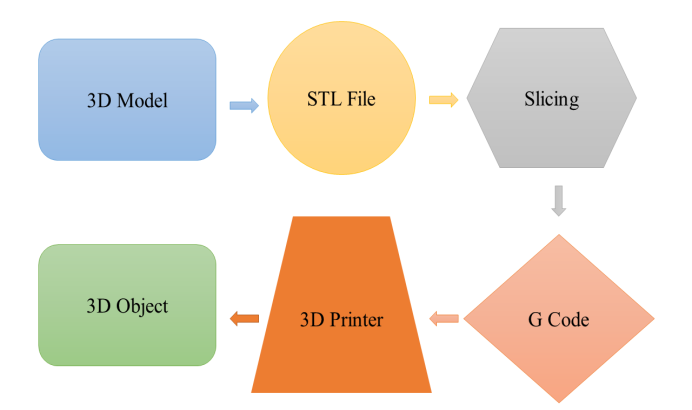 3D Model
STL File
Slicing
G Code
3D Printer
3D Object